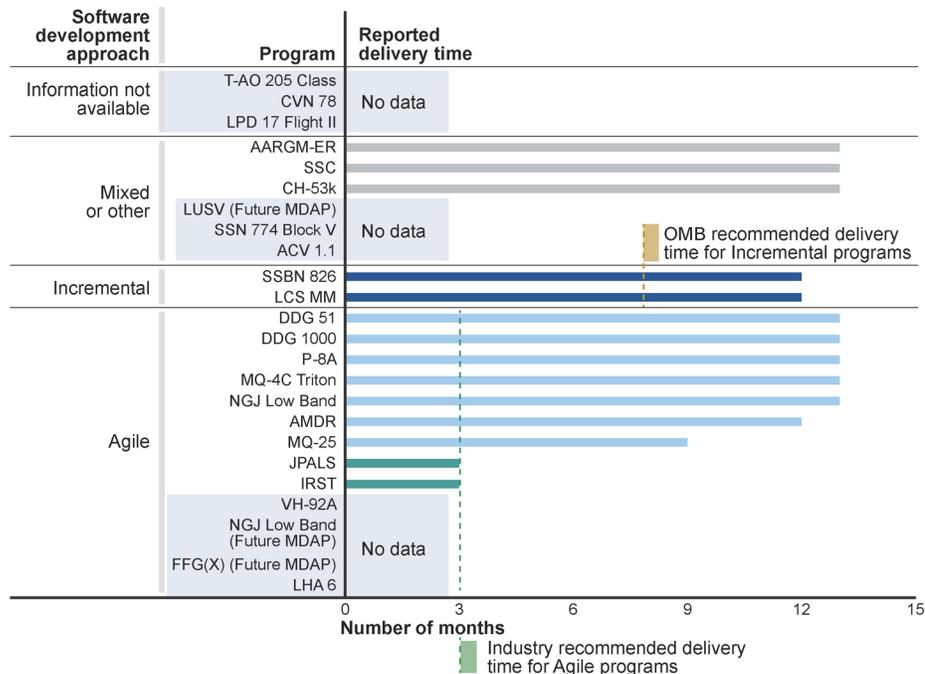 Software
development
approach
Program
Reported
delivery time
Information not
available
T-AO 205 Class
CVN 78
LPD 17 Flight II
No data
Mixed
or other
AARGM-ER
SSC
CH-53k
LUSV (Future MDAP)
SSN 774 Block V
ACV 1.1
No data
OMB recommended delivery
time for Incremental programs
Incremental
SSBN 826
LCS MM
Agile
DDG 51
DDG 1000
P-8A
MQ-4C Triton
NGJ Low Band
AMDR
MQ-25
JPALS
IRST
VH-92A
NGJ Low Band
(Future MDAP)
FFG(X) (Future MDAP)
LHA 6
No data
0 3 6 9 12 15
Number of months
Industry recommended delivery
time for Agile programs